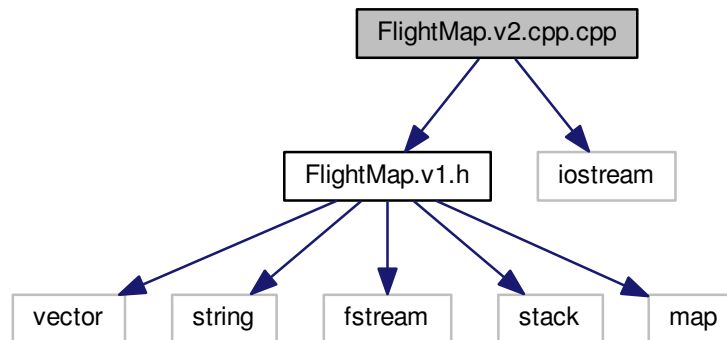 FlightMap.v2.cpp.cpp
FlightMap.v1.h
iostream
vector
string
fstream
stack
map